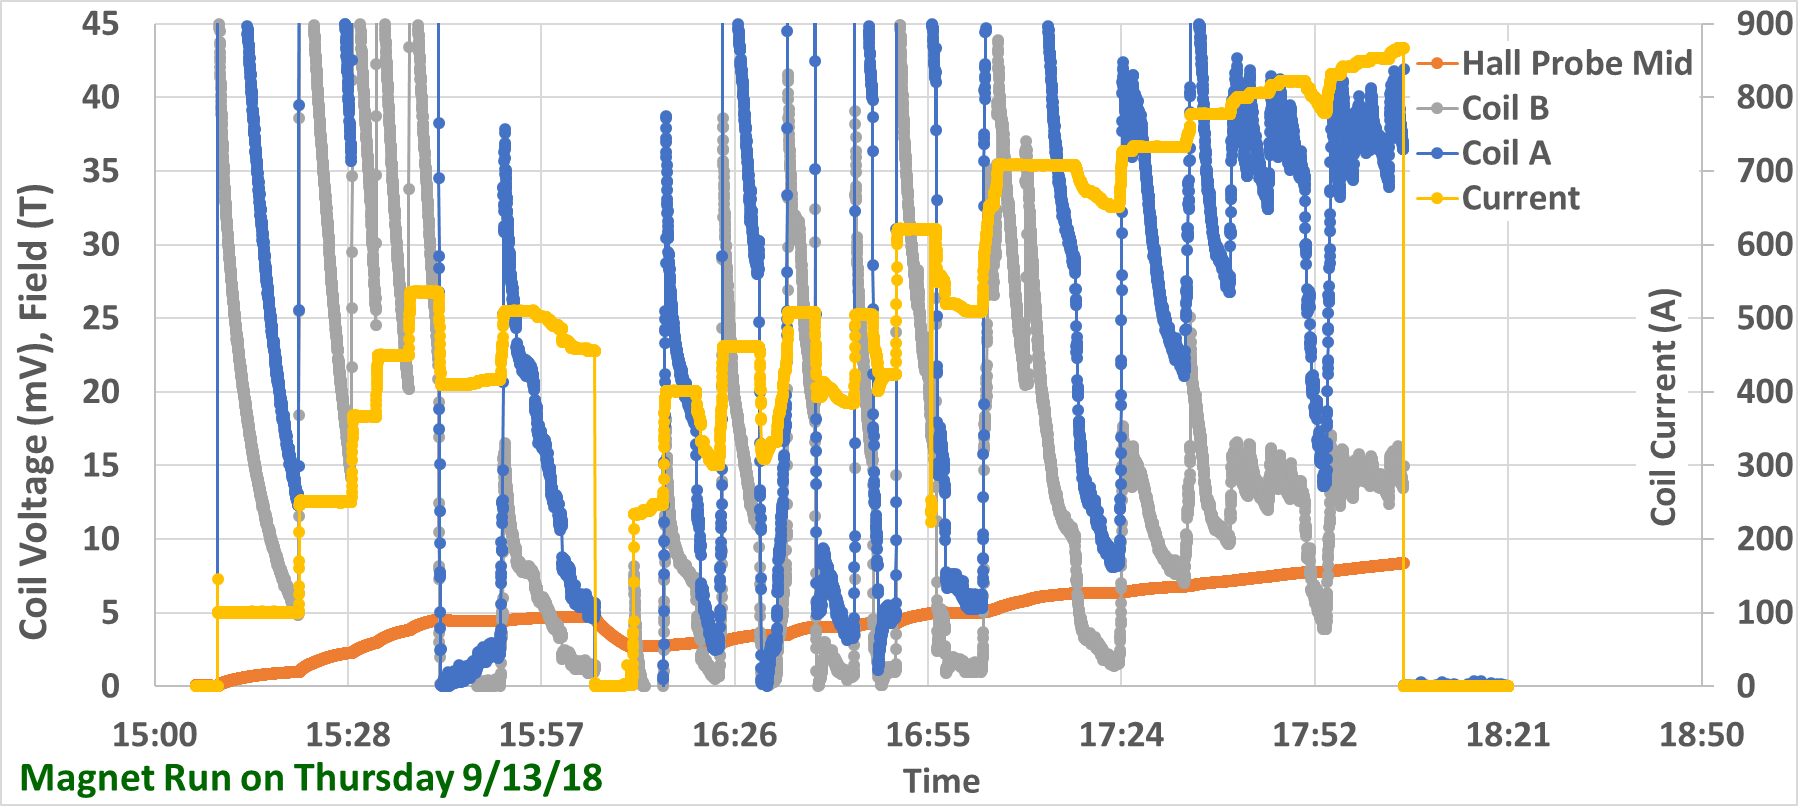 45
40
35
30
25
20
15
10
5
0
Coil Voltage (mV), Field (T)
900
800
700
600
500
400
300
200
100
0
Coil Current (A)
Hall Probe Mid
Coil B
Coil A
Current
15:00 15:28 15:57 16:26 16:55 17:24 17:52 18:21 18:50
Time
Magnet Run on Thursday 9/13/18